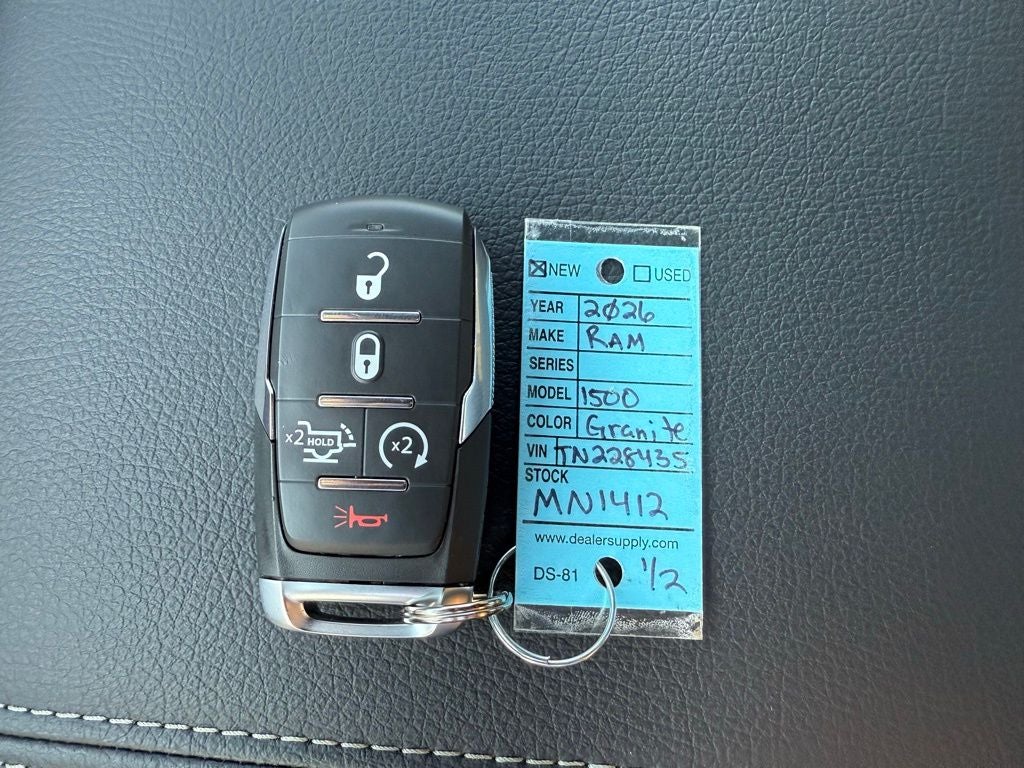 x2 HOLD
x2
☒ NEW ☐ USED
YEAR 2026
MAKE RAM
SERIES
MODEL 1500
COLOR Granite
VIN TN228435
STOCK
MN1412
www.dealersupply.com
DS-81 1/2